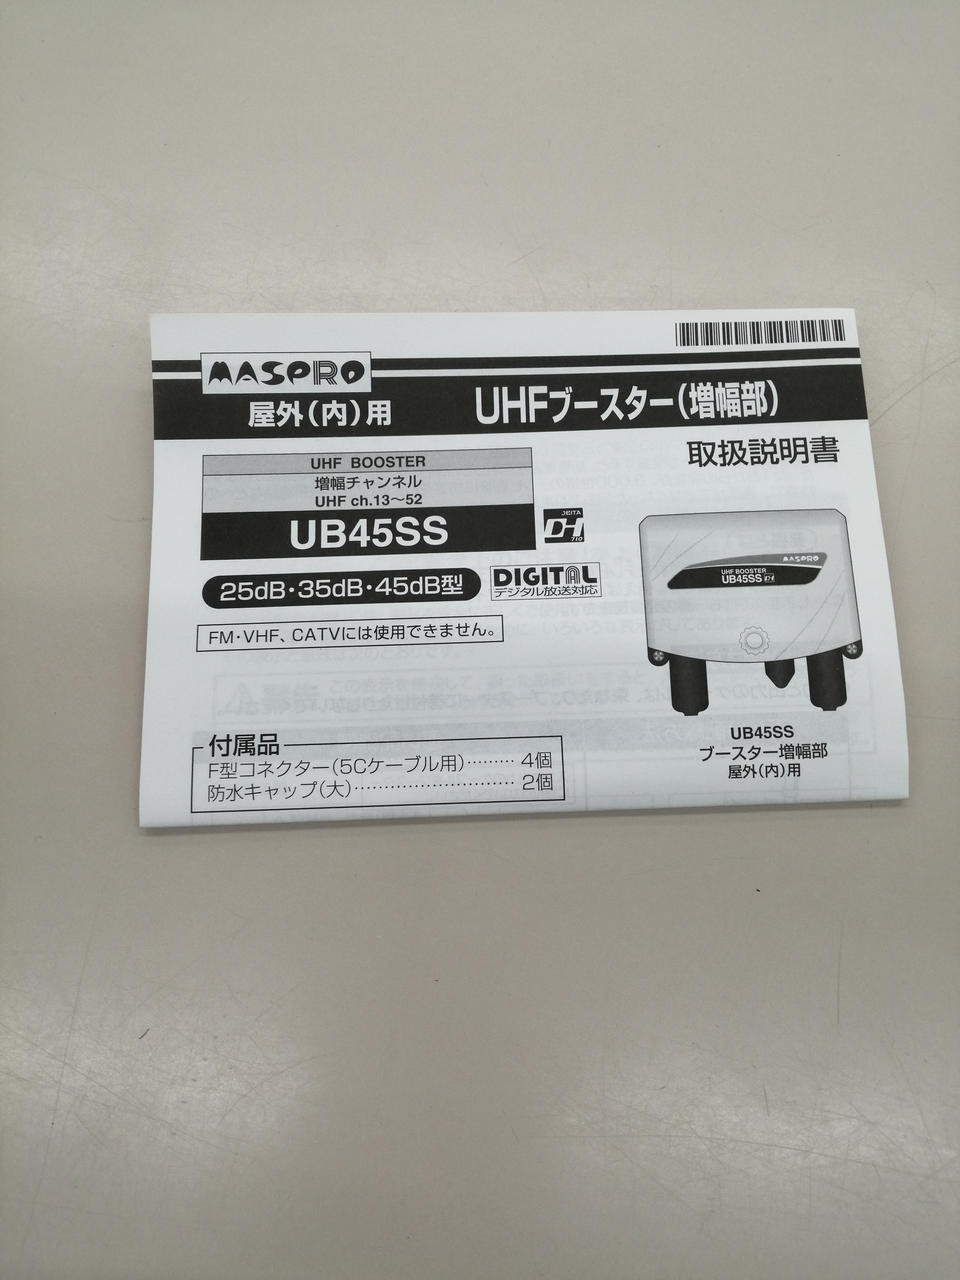 MASPRO
屋外(内)用
UHFブースター(増幅部)
取扱説明書
UHF BOOSTER
増幅チャンネル
UHF ch.13〜52
UB45SS
JEITA
DH
710
25dB・35dB・45dB型
DIGITAL
デジタル放送対応
FM・VHF、CATVには使用できません。
MASPRO
UHF BOOSTER
UB45SS
UB45SS
ブースター増幅部
屋外(内)用
付属品
F型コネクター(5Cケーブル用)……… 4個
防水キャップ(大)……………………… 2個